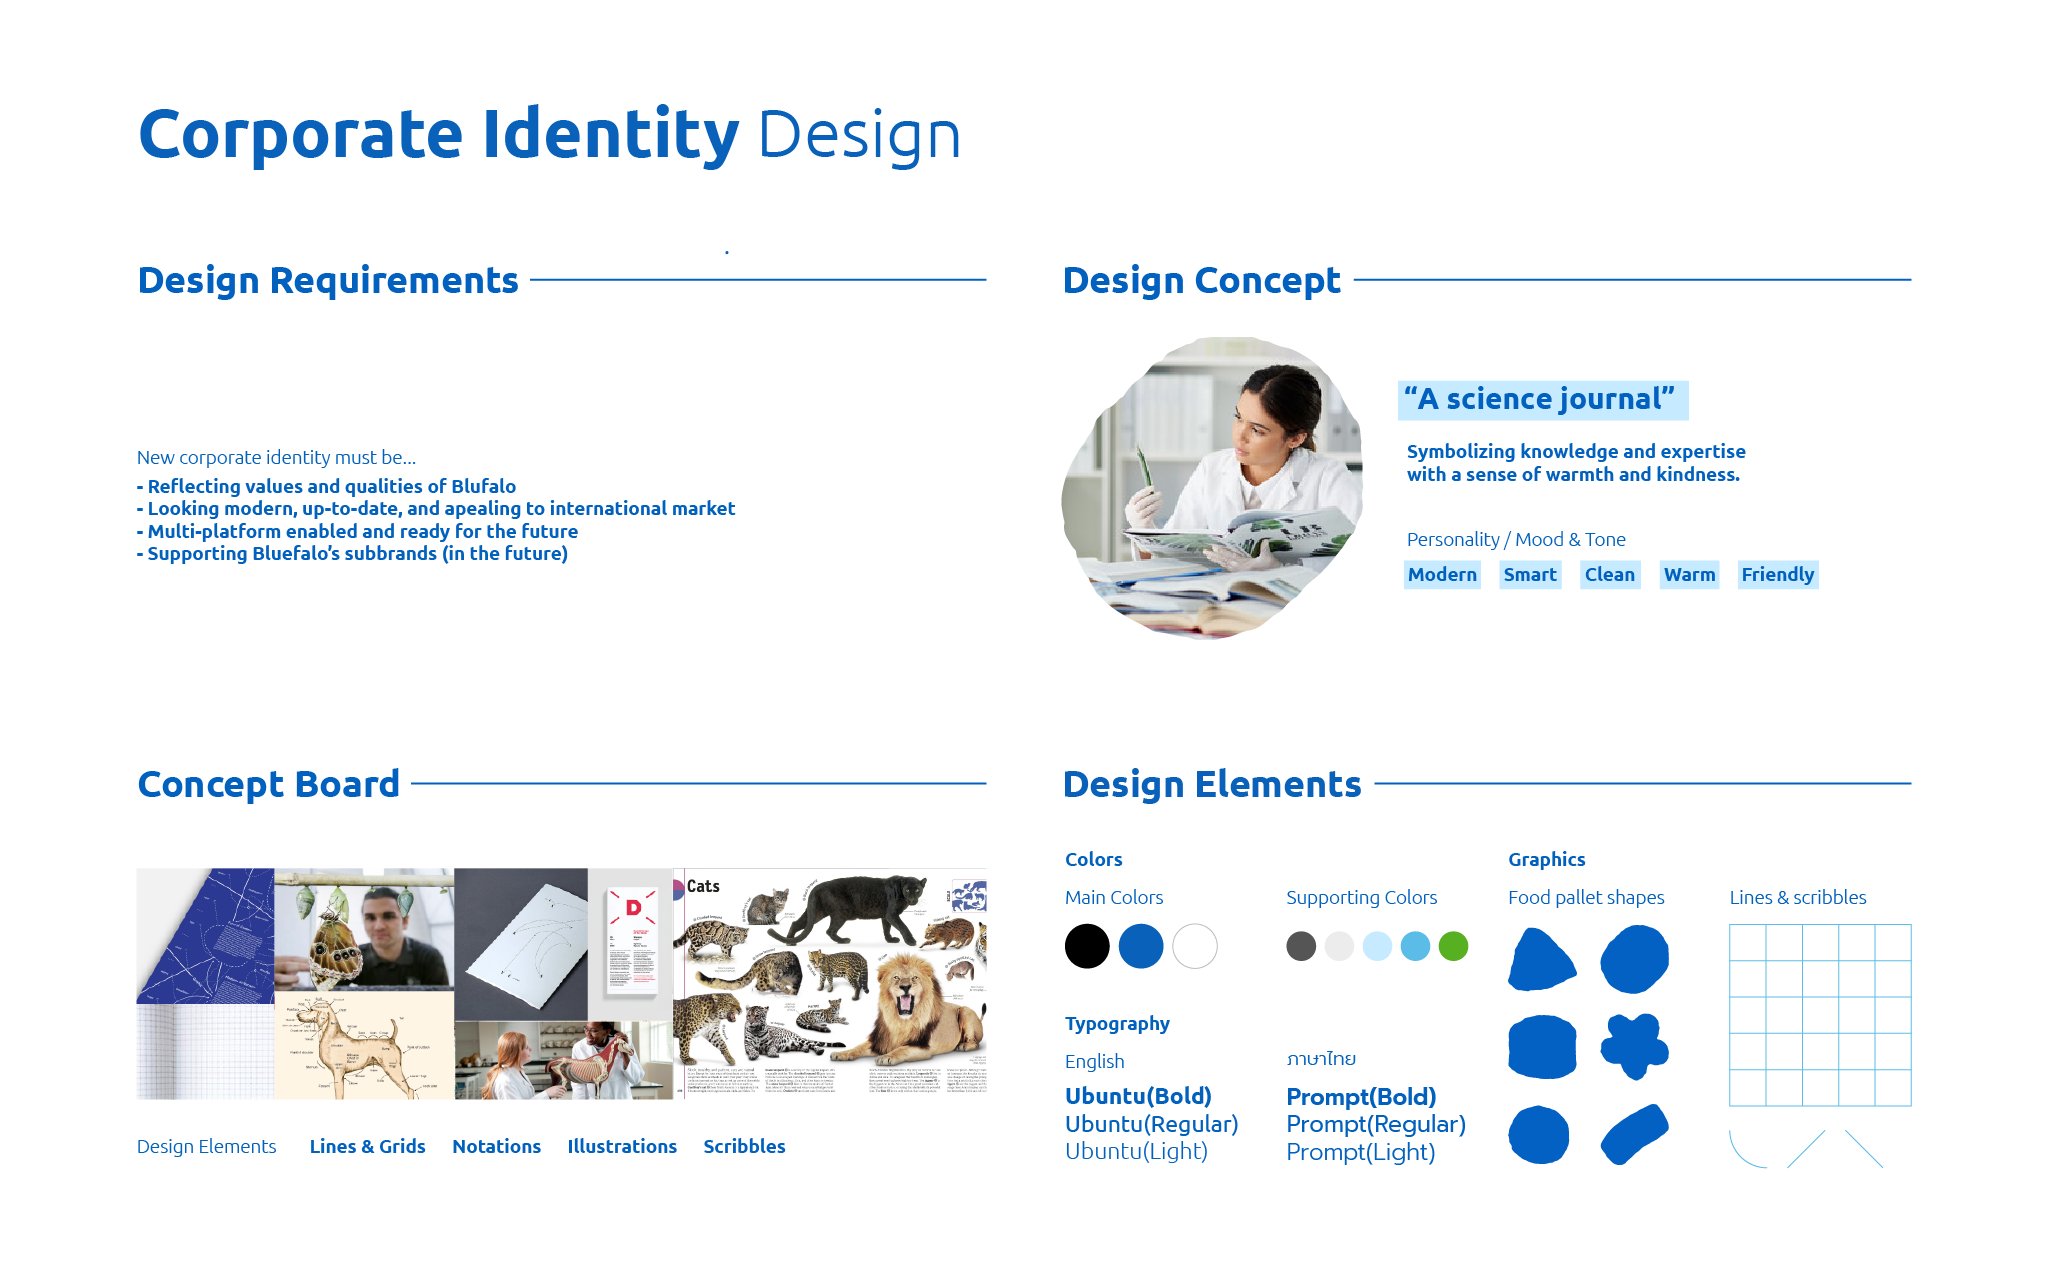 Corporate Identity Design
Design Requirements
New corporate identity must be...
- Reflecting values and qualities of Blufalo
- Looking modern, up-to-date, and apealing to international market
- Multi-platform enabled and ready for the future
- Supporting Bluefalo’s subbrands (in the future)
Design Concept
“A science journal”
Symbolizing knowledge and expertise
with a sense of warmth and kindness.
Personality / Mood & Tone
Modern Smart Clean Warm Friendly
Concept Board
D
Cats
Design Elements Lines & Grids Notations Illustrations Scribbles
Design Elements
Colors
Main Colors
Supporting Colors
Typography
English
Ubuntu(Bold)
Ubuntu(Regular)
Ubuntu(Light)
ภาษาไทย
Prompt(Bold)
Prompt(Regular)
Prompt(Light)
Graphics
Food pallet shapes
Lines & scribbles